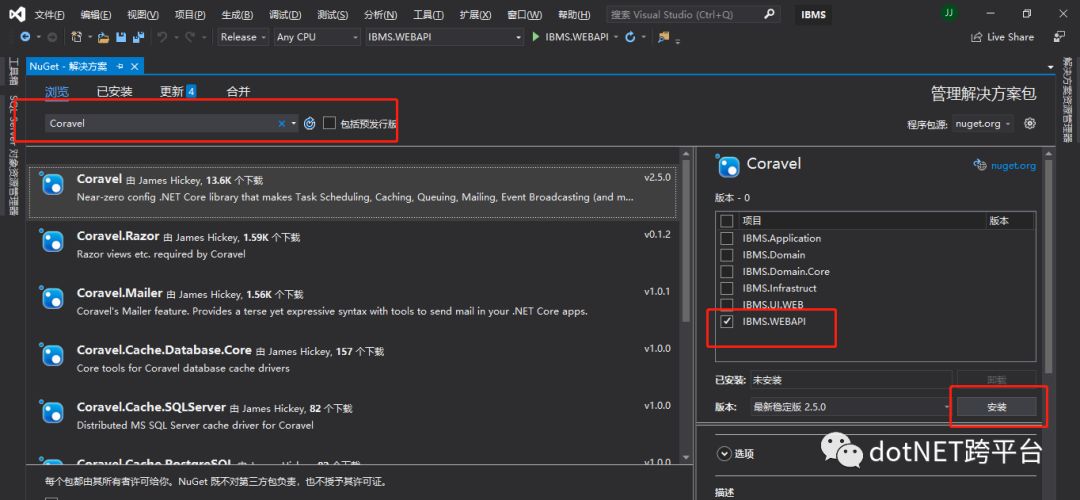 文件(F) 编辑(E) 视图(V) 项目(P) 生成(B) 调试(D) 测试(S) 分析(N) 工具(T) 扩展(X) 窗口(W) 帮助(H) 搜索 Visual Studio (Ctrl+Q) IBMS JJ
Release Any CPU IBMS.WEBAPI IBMS.WEBAPI Live Share
工具箱
SQL Server 对象资源管理器
NuGet - 解决方案
解决方案资源管理器
浏览 已安装 更新 4 合并
管理解决方案包
Coravel 包括预发行版
程序包源: nuget.org
Coravel 由 James Hickey, 13.6K 个下载 v2.5.0
Near-zero config .NET Core library that makes Task Scheduling, Caching, Queuing, Mailing, Event Broadcasting (and m...
Coravel.Razor 由 James Hickey, 1.59K 个下载 v0.1.2
Razor views etc. required by Coravel
Coravel.Mailer 由 James Hickey, 1.56K 个下载 v1.0.1
Coravel's Mailer feature. Provides a terse yet expressive syntax with tools to send mail in your .NET Core apps.
Coravel.Cache.Database.Core 由 James Hickey, 157 个下载 v1.0.0
Core tools for Coravel database cache drivers
Coravel.Cache.SQLServer 由 James Hickey, 82 个下载 v1.0.0
Distributed MS SQL Server cache driver for Coravel
Coravel.Cache.PostgreSQL 由 James Hickey, 82 个下载 v1.0.0
每个包都由其所有者许可给你。NuGet 既不对第三方包负责，也不授予其许可证。
Coravel
nuget.org
版本 - 0
项目 版本
IBMS.Application
IBMS.Domain
IBMS.Domain.Core
IBMS.Infrastruct
IBMS.UI.WEB
IBMS.WEBAPI
已安装: 未安装 卸载
版本: 最新稳定版 2.5.0 安装
选项
描述
dotNET跨平台